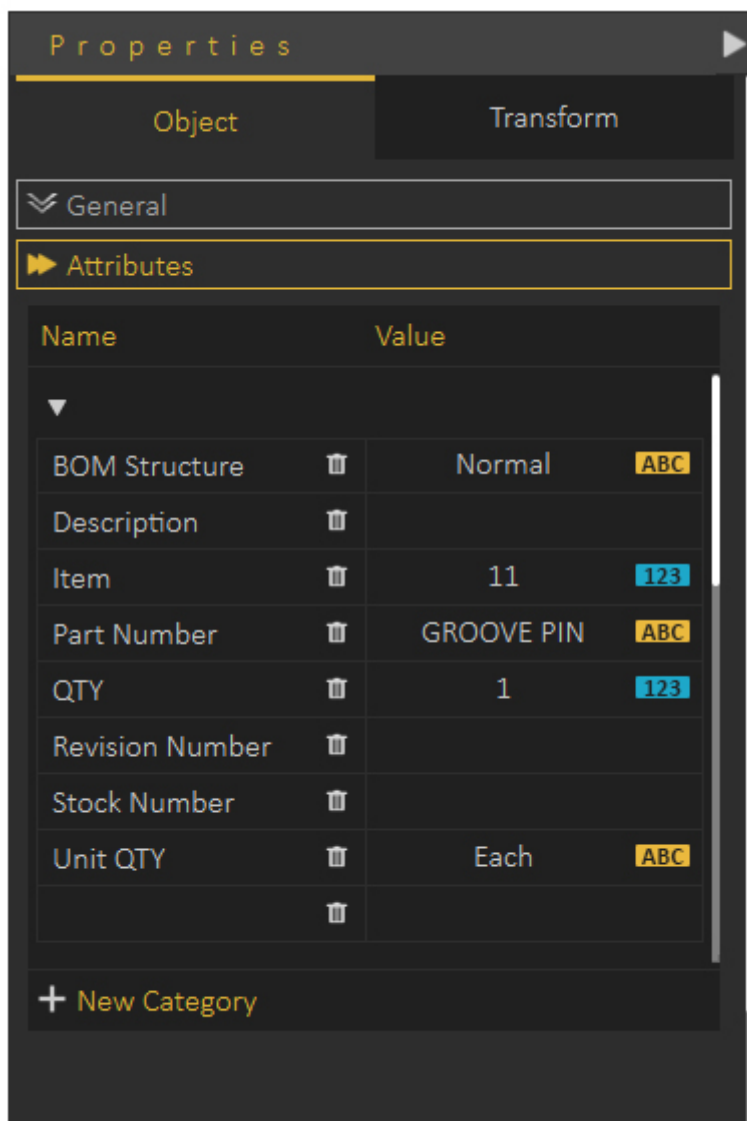 Properties
Object Transform
General
Attributes
Name Value
BOM Structure Normal ABC
Description
Item 11 123
Part Number GROOVE PIN ABC
QTY 1 123
Revision Number
Stock Number
Unit QTY Each ABC
+ New Category